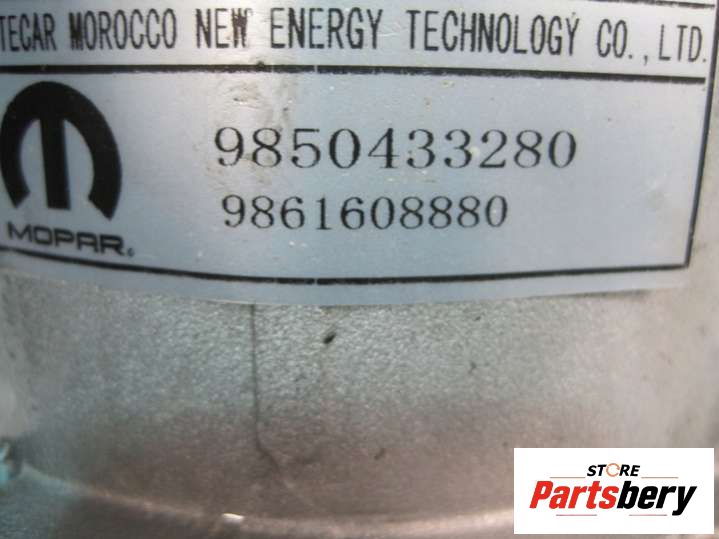 TECAR MOROCCO NEW ENERGY TECHNOLOGY CO., LTD.
9850433280
9861608880
MOPAR
STORE
Partsbery